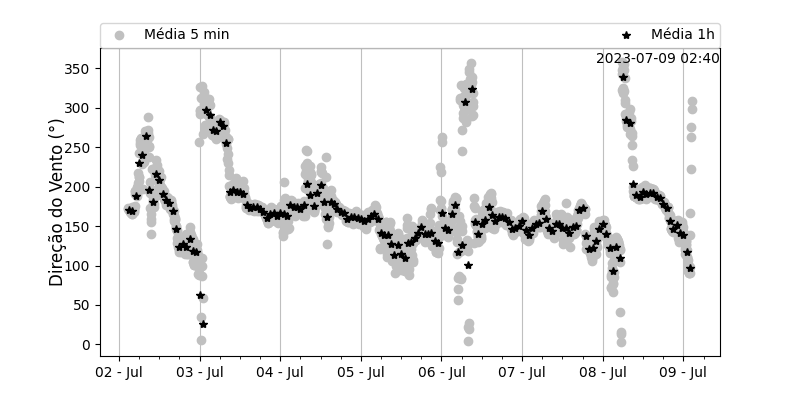 Média 5 min
Média 1h
2023-07-09 02:40
Direção do Vento (°)
350
300
250
200
150
100
50
0
02 - Jul
03 - Jul
04 - Jul
05 - Jul
06 - Jul
07 - Jul
08 - Jul
09 - Jul